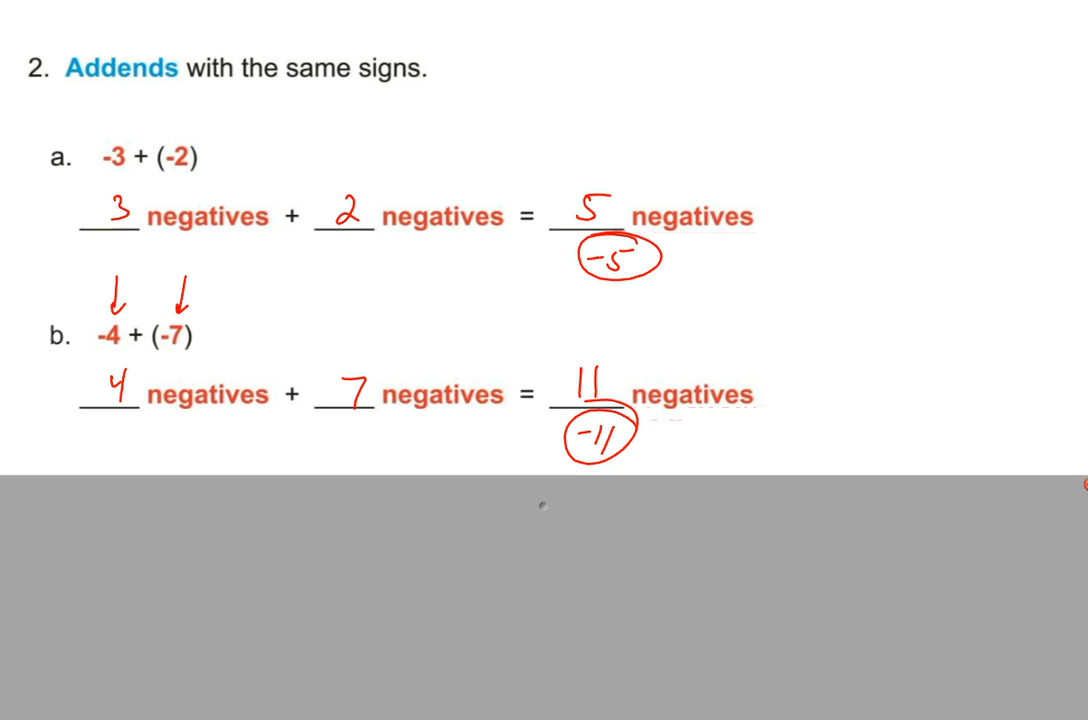 2. Addends with the same signs.
a. -3 + (-2)
3 negatives + 2 negatives = 5 negatives
-5
b. -4 + (-7)
4 negatives + 7 negatives = 11 negatives
-11